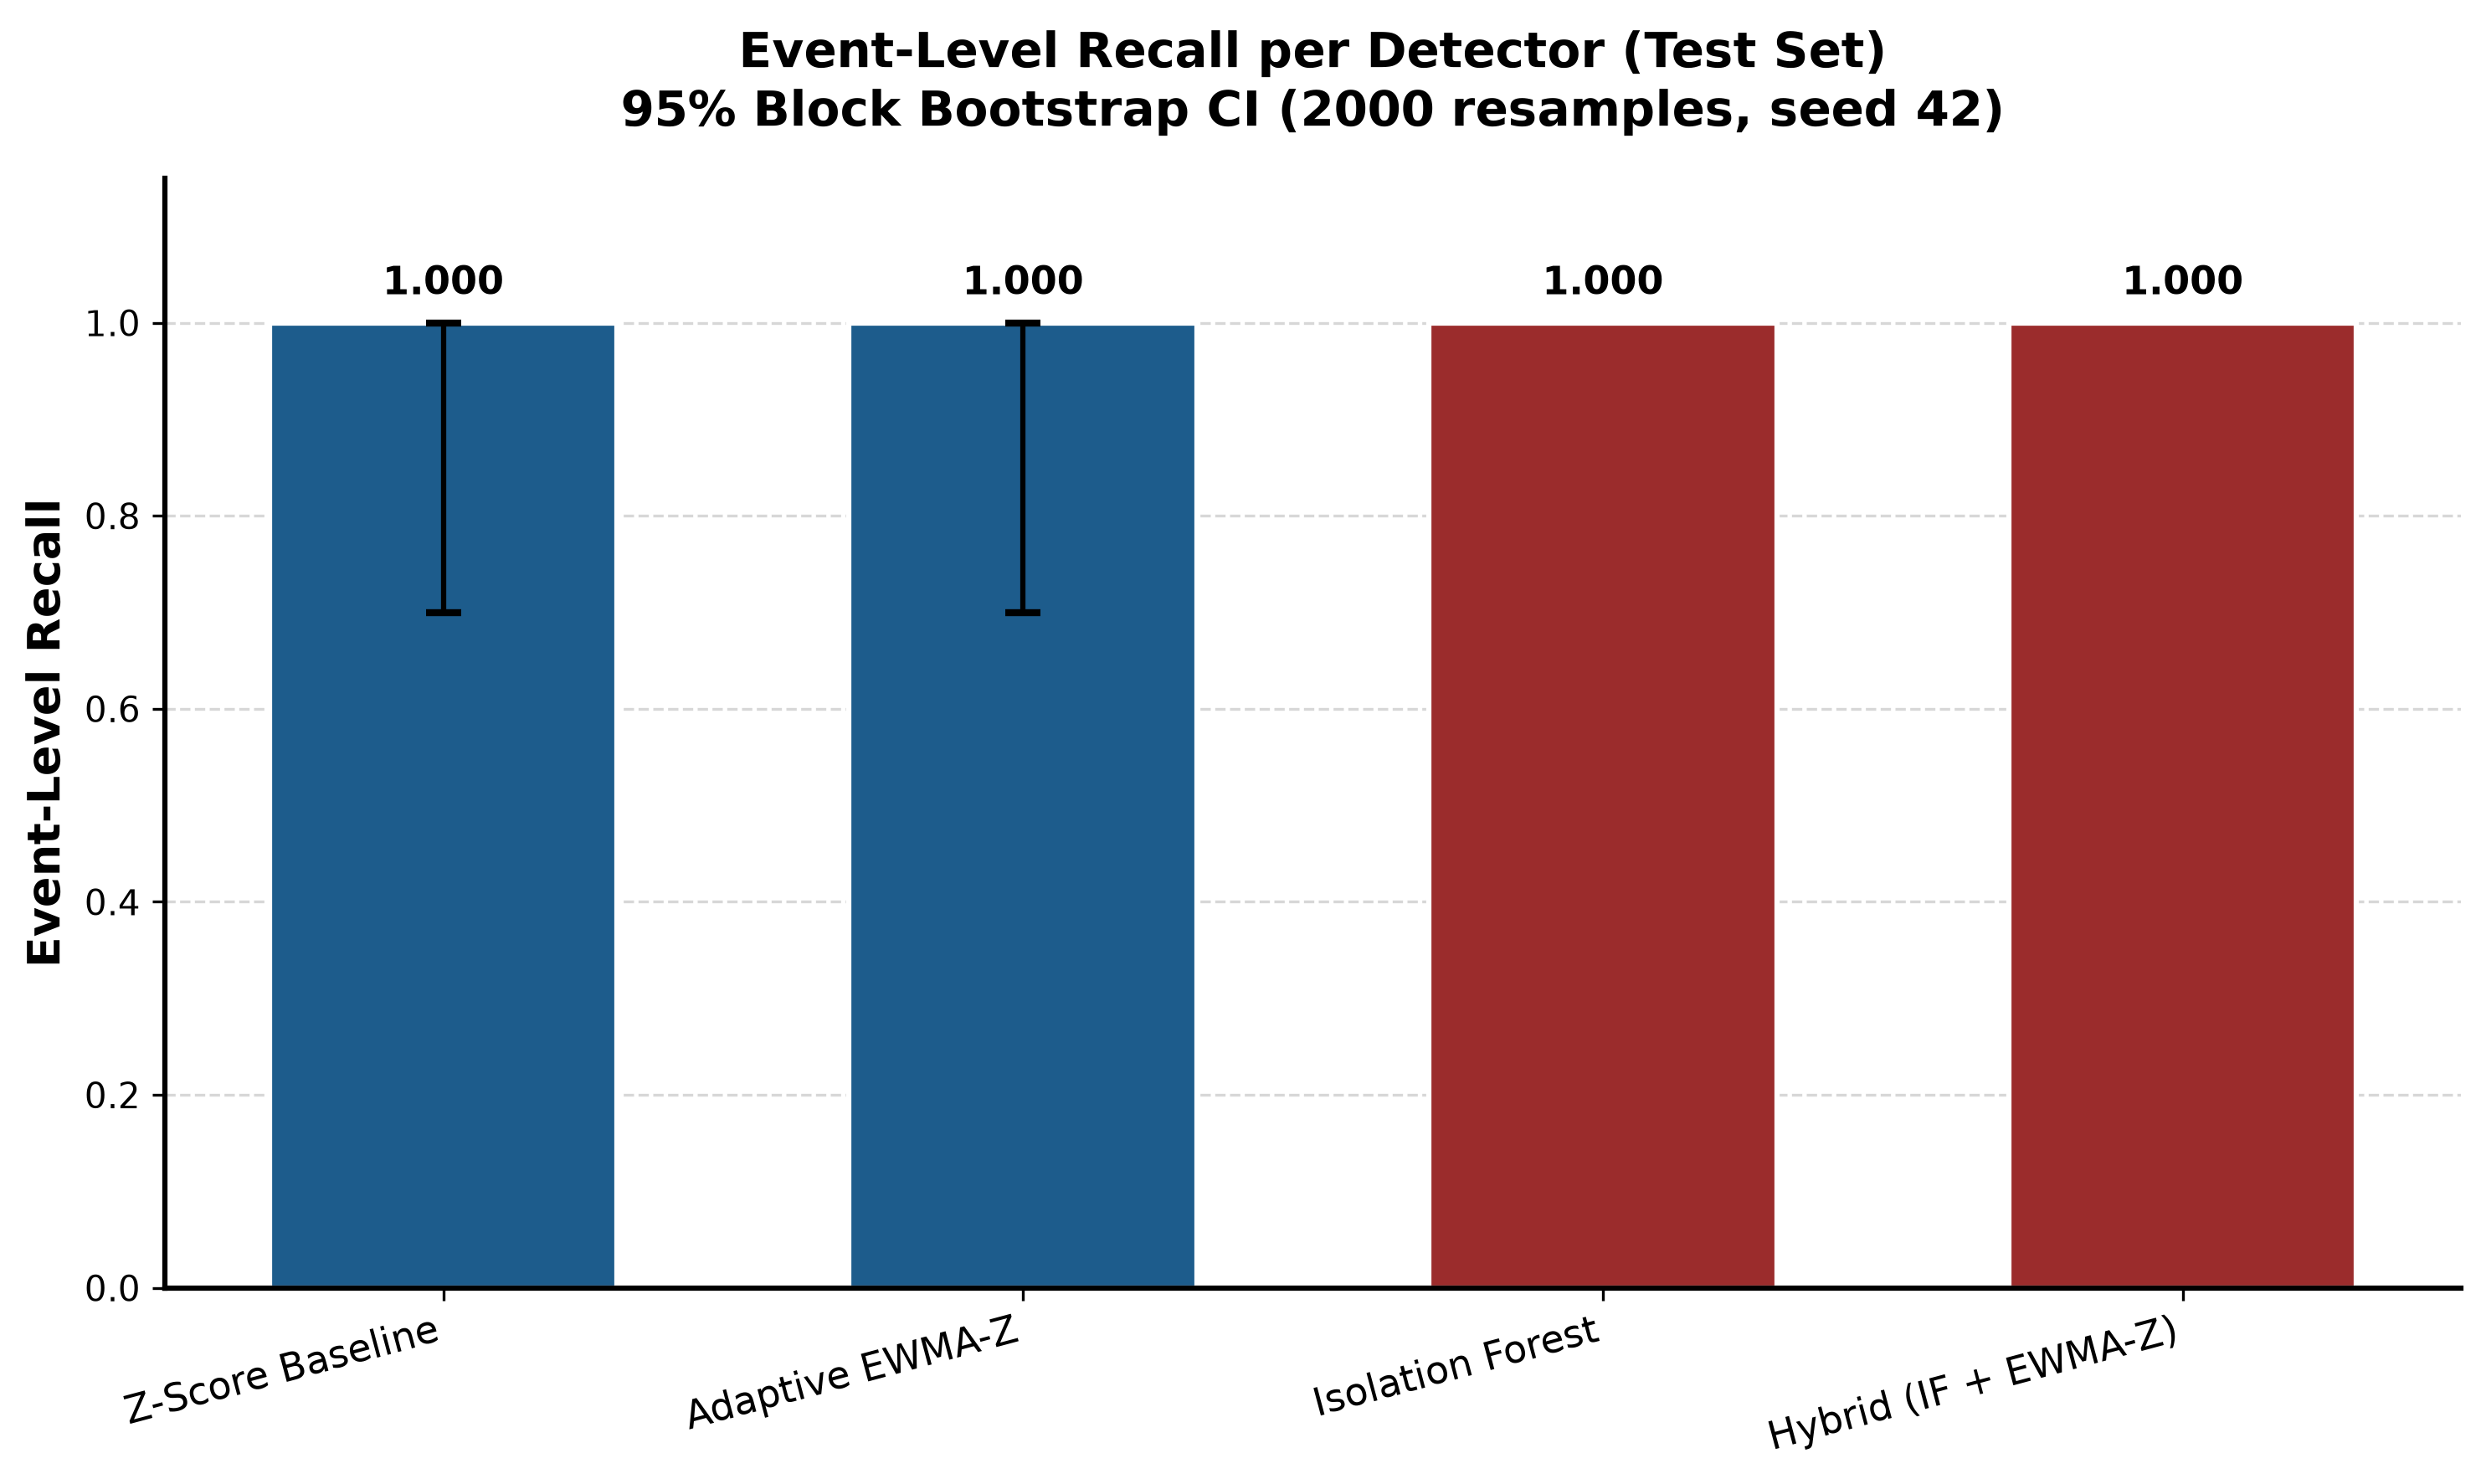 Event-Level Recall per Detector (Test Set)
95% Block Bootstrap CI (2000 resamples, seed 42)
1.000
1.000
1.000
1.000
Event-Level Recall
1.0
0.8
0.6
0.4
0.2
0.0
Z-Score Baseline
Adaptive EWMA-Z
Isolation Forest
Hybrid (IF + EWMA-Z)